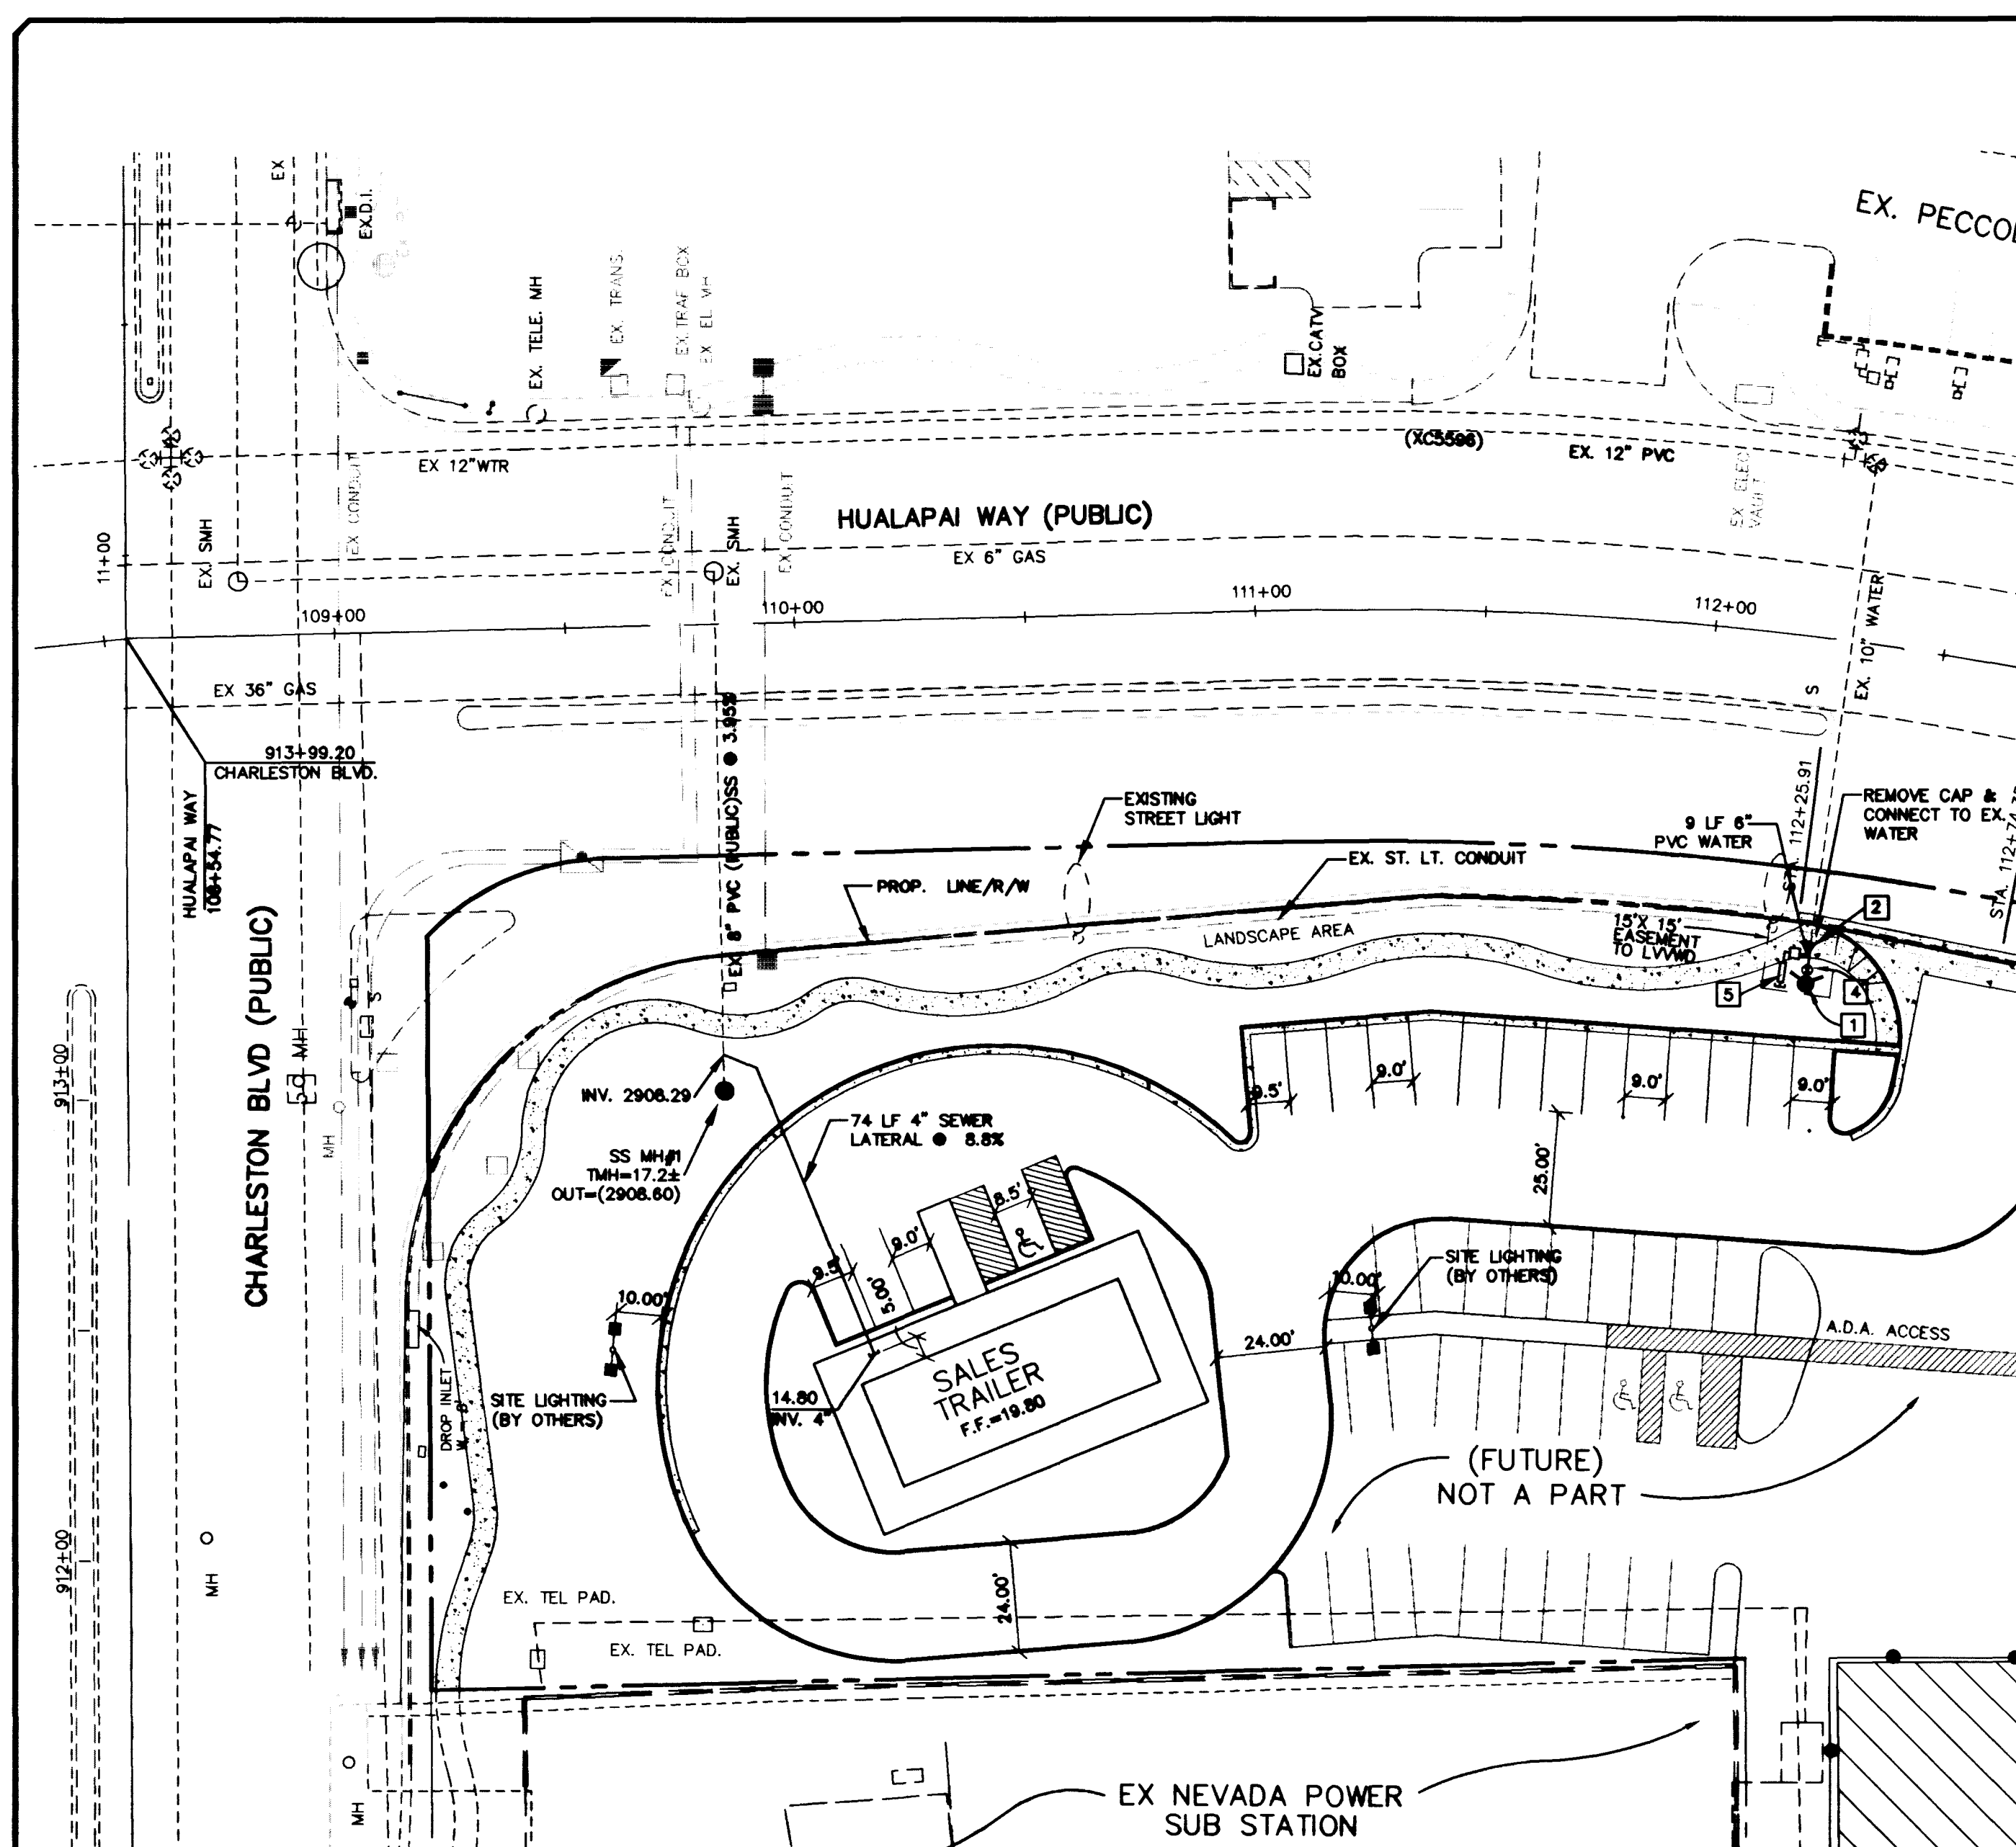 EX
EX.D.I.
EX. TELE. MH
EX. TRANS.
EX.TRAF BOX
EX EL MH
EX.CATV
BOX
EX. PECCOL
EX 12"WTR
(XC5596)
EX. 12" PVC
EX ELEC
VAULT
EX CONDUIT
EX CONDUIT
EX CONDUIT
HUALAPAI WAY (PUBLIC)
EX 6" GAS
EX. SMH
EX. SMH
11+00
109+00
110+00
111+00
112+00
EX. 10" WATER
S
EX 36" GAS
913+99.20
CHARLESTON BLVD.
HUALAPAI WAY
108+54.77
EX. 8" PVC (PUBLIC)SS @ 3.95%
EXISTING
STREET LIGHT
EX. ST. LT. CONDUIT
PROP. LINE/R/W
LANDSCAPE AREA
9 LF 6"
PVC WATER
STA. 112+25.91
REMOVE CAP &
CONNECT TO EX.
WATER
15'X 15'
EASEMENT
TO LVVWD
2
5
4
1
CHARLESTON BLVD (PUBLIC)
S
MH
MH
913+00
912+00
INV. 2908.29
74 LF 4" SEWER
LATERAL @ 8.8%
SS MH#1
TMH=17.2±
OUT=(2908.60)
9.5'
9.0'
9.0'
9.0'
25.00'
8.5'
9.0'
9.5'
5.00'
10.00'
10.00'
SITE LIGHTING
(BY OTHERS)
24.00'
A.D.A. ACCESS
SALES
TRAILER
F.F.=19.80
14.80
INV. 4"
SITE LIGHTING
(BY OTHERS)
DROP INLET
(FUTURE)
NOT A PART
24.00'
MH
EX. TEL PAD.
EX. TEL PAD.
MH
EX NEVADA POWER
SUB STATION